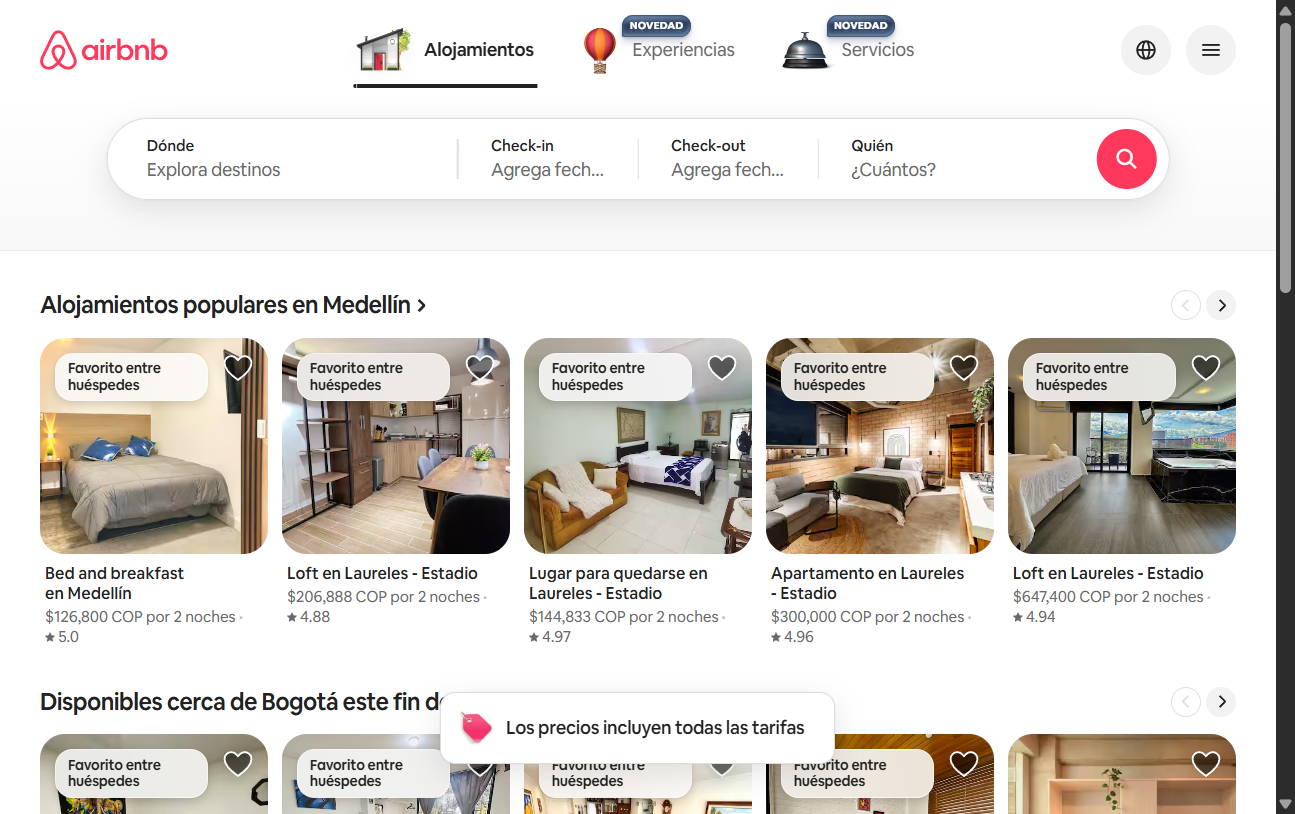 airbnb
Alojamientos
NOVEDAD
Experiencias
NOVEDAD
Servicios
Dónde
Explora destinos
Check-in
Agrega fech...
Check-out
Agrega fech...
Quién
¿Cuántos?
Alojamientos populares en Medellín
Favorito entre
huéspedes
Favorito entre
huéspedes
Favorito entre
huéspedes
Favorito entre
huéspedes
Favorito entre
huéspedes
Bed and breakfast
en Medellín
$126,800 COP por 2 noches ·
★ 5.0
Loft en Laureles - Estadio
$206,888 COP por 2 noches ·
★ 4.88
Lugar para quedarse en
Laureles - Estadio
$144,833 COP por 2 noches ·
★ 4.97
Apartamento en Laureles
- Estadio
$300,000 COP por 2 noches ·
★ 4.96
Loft en Laureles - Estadio
$647,400 COP por 2 noches ·
★ 4.94
Disponibles cerca de Bogotá este fin
Los precios incluyen todas las tarifas
Favorito entre
huéspedes
Favorito entre
huéspedes
Favorito entre
huéspedes
Favorito entre
huéspedes